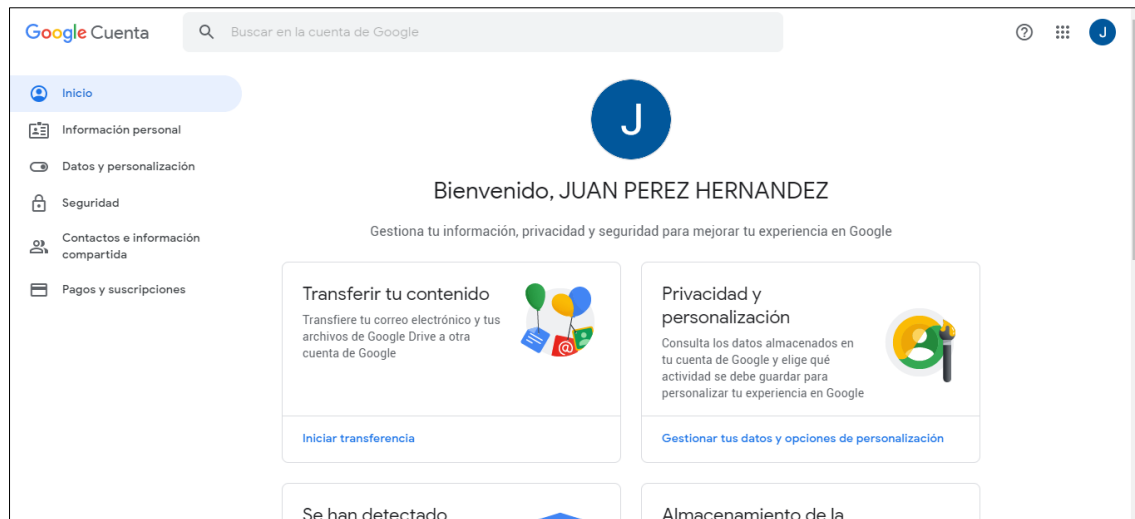 Google Cuenta
Buscar en la cuenta de Google
J
Inicio
Información personal
Datos y personalización
Seguridad
Contactos e información
compartida
Pagos y suscripciones
J
Bienvenido, JUAN PEREZ HERNANDEZ
Gestiona tu información, privacidad y seguridad para mejorar tu experiencia en Google
Transferir tu contenido
Transfiere tu correo electrónico y tus
archivos de Google Drive a otra
cuenta de Google
@
Iniciar transferencia
Privacidad y
personalización
Consulta los datos almacenados en
tu cuenta de Google y elige qué
actividad se debe guardar para
personalizar tu experiencia en Google
Gestionar tus datos y opciones de personalización
Se han detectado
Almacenamiento de la